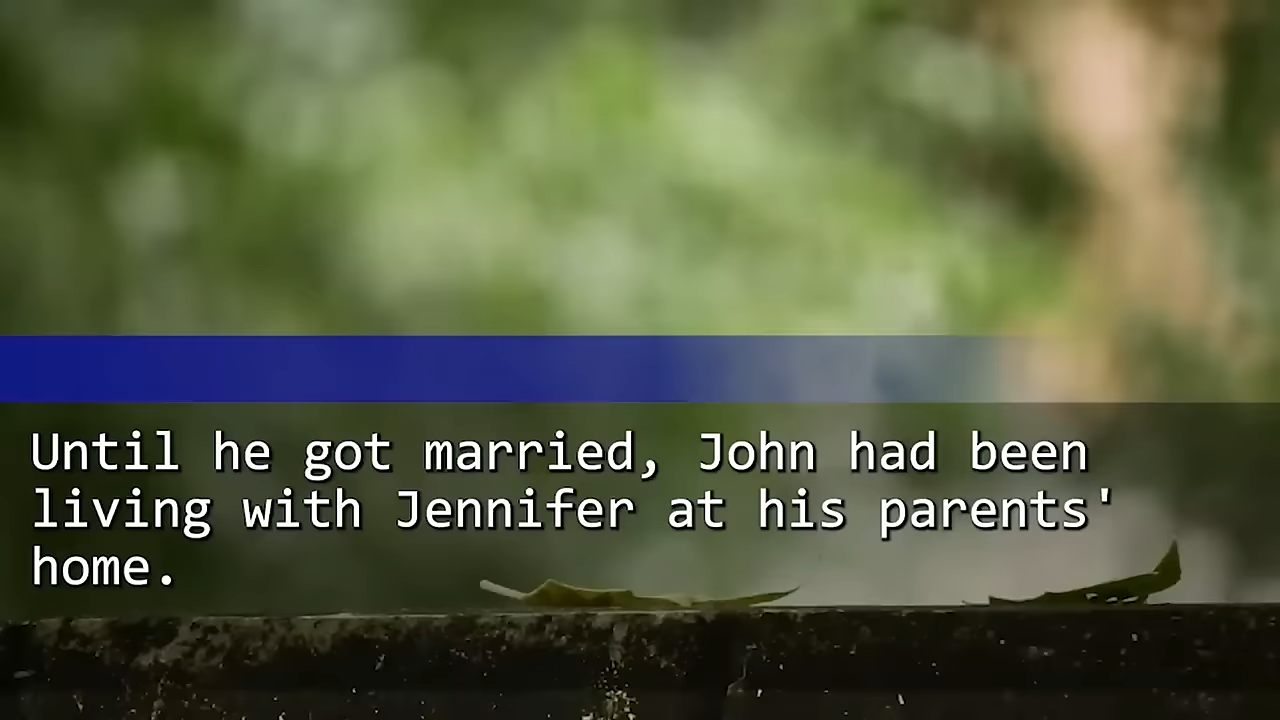 Until he got married, John had been
living with Jennifer at his parents'
home.